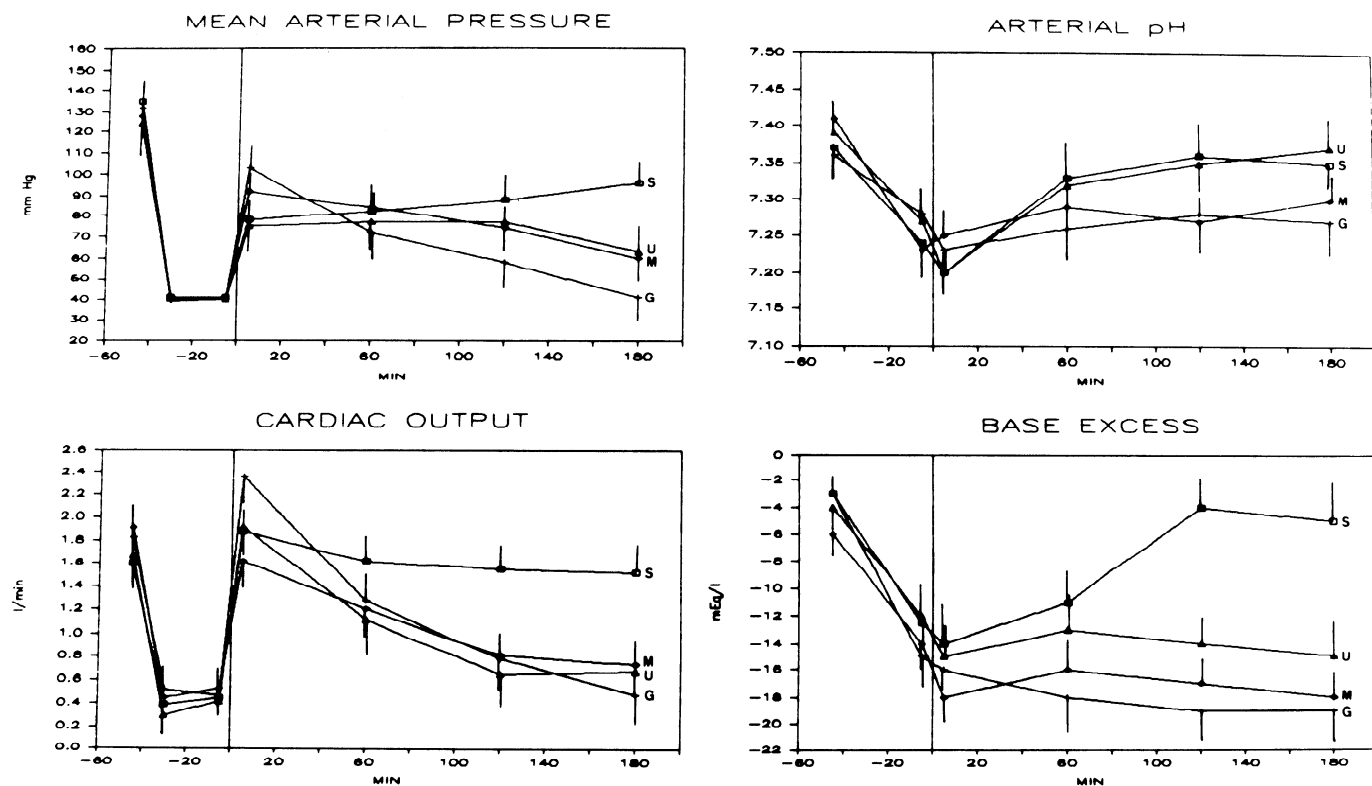 MEAN ARTERIAL PRESSURE
160
150
140
130
120
110
100
90
80
70
60
50
40
30
20
mm Hg
S
U
M
G
-60 -20 20 60 100 140 180
MIN
ARTERIAL pH
7.50
7.45
7.40
7.35
7.30
7.25
7.20
7.15
7.10
U
S
M
G
-60 -20 20 60 100 140 180
MIN
CARDIAC OUTPUT
2.6
2.4
2.2
2.0
1.8
1.6
1.4
1.2
1.0
0.8
0.6
0.4
0.2
0.0
l/min
S
M
U
G
-60 -20 20 60 100 140 180
MIN
BASE EXCESS
0
-2
-4
-6
-8
-10
-12
-14
-16
-18
-20
-22
mEq/l
S
U
M
G
-60 -20 20 60 100 140 180
MIN